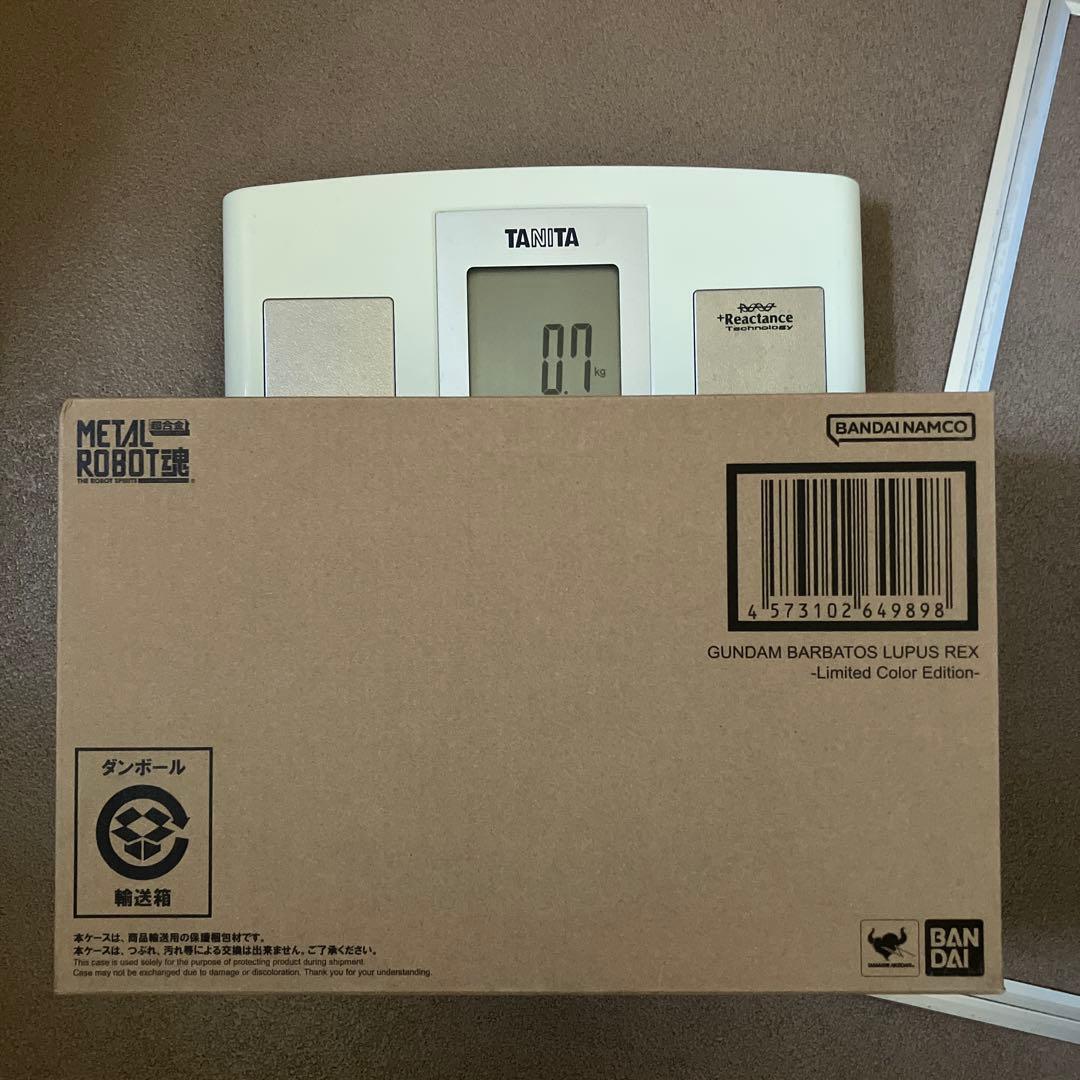 TANITA
+Reactance
Technology
0.7 kg
METAL 超合金
ROBOT魂
THE ROBOT SPIRITS
BANDAI NAMCO
4 573102 649898
GUNDAM BARBATOS LUPUS REX
-Limited Color Edition-
ダンボール
輸送箱
本ケースは、商品輸送用の保護梱包材です。
本ケースは、つぶれ、汚れ等による交換は出来ません。ご了承ください。
This case is used solely for the purpose of protecting product during shipment.
Case may not be exchanged due to damage or discoloration. Thank you for your understanding.
BAN
DAI